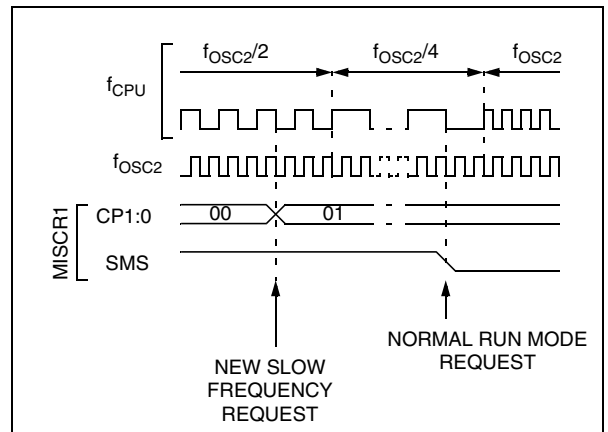 fOSC2/2 fOSC2/4 fOSC2
fCPU
fOSC2
MISCR1
CP1:0 00 01
SMS
NEW SLOW
FREQUENCY
REQUEST
NORMAL RUN MODE
REQUEST